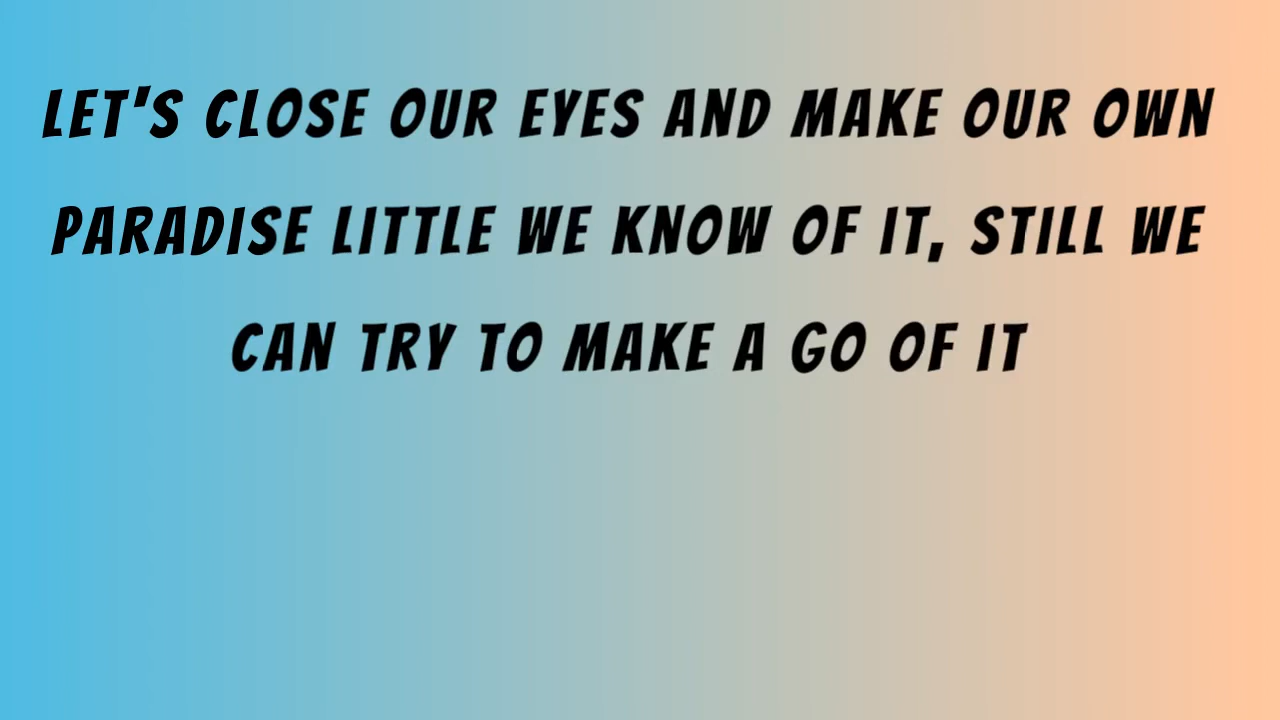 LET'S CLOSE OUR EYES AND MAKE OUR OWN
PARADISE LITTLE WE KNOW OF IT, STILL WE
CAN TRY TO MAKE A GO OF IT